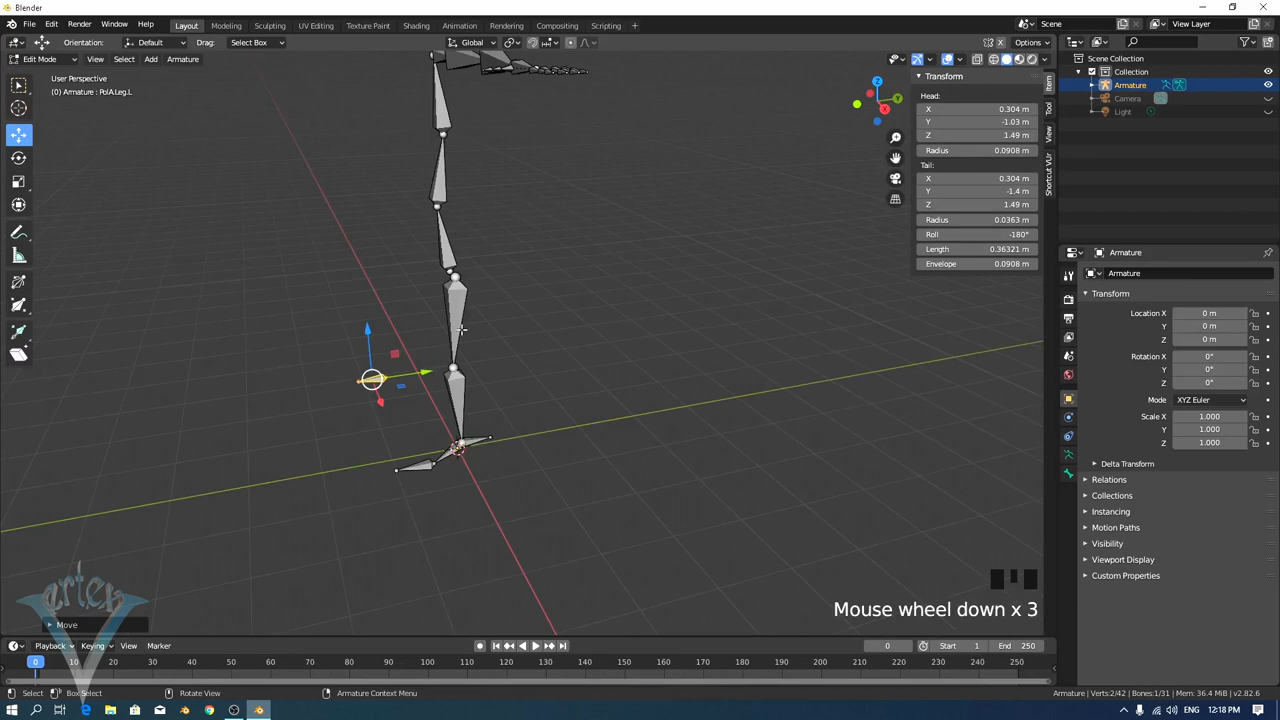 Blender
File Edit Render Window Help Layout Modeling Sculpting UV Editing Texture Paint Shading Animation Rendering Compositing Scripting + Scene View Layer
Orientation: Default Drag: Select Box Global X Options
Edit Mode View Select Add Armature
User Perspective
(0) Armature : PolA.Leg.L
Transform
Head:
X 0.304 m
Y -1.03 m
Z 1.49 m
Radius 0.0908 m
Tail:
X 0.304 m
Y -1.4 m
Z 1.49 m
Radius 0.0363 m
Roll -180°
Length 0.36321 m
Envelope 0.0908 m
Item
Tool
View
Shortcut VUr
Z
Y
X
Scene Collection
Collection
Armature
Camera
Light
Armature
Armature
Transform
Location X 0 m
Y 0 m
Z 0 m
Rotation X 0°
Y 0°
Z 0°
Mode XYZ Euler
Scale X 1.000
Y 1.000
Z 1.000
Delta Transform
Relations
Collections
Instancing
Motion Paths
Visibility
Viewport Display
Custom Properties
Mouse wheel down x 3
Move
Playback Keying View Marker 0 Start 1 End 250
0 10 20 30 40 50 60 70 80 90 100 110 120 130 140 150 160 170 180 190 200 210 220 230 240 250
Select Box Select Rotate View Armature Context Menu Armature | Verts:2/42 | Bones:1/31 | Mem: 36.4 MiB | v2.82.6
ENG 12:18 PM